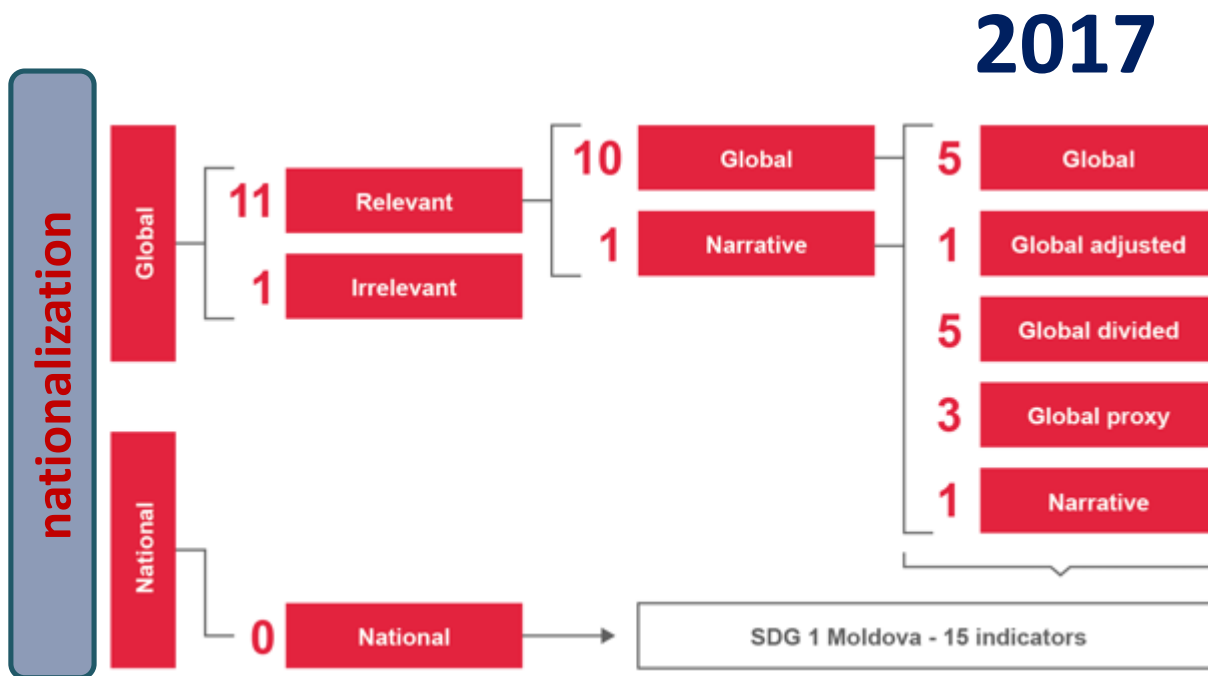 2017
nationalization
Global
11
Relevant
1
Irrelevant
10
Global
1
Narrative
5
Global
1
Global adjusted
5
Global divided
3
Global proxy
1
Narrative
National
0
National
SDG 1 Moldova - 15 indicators